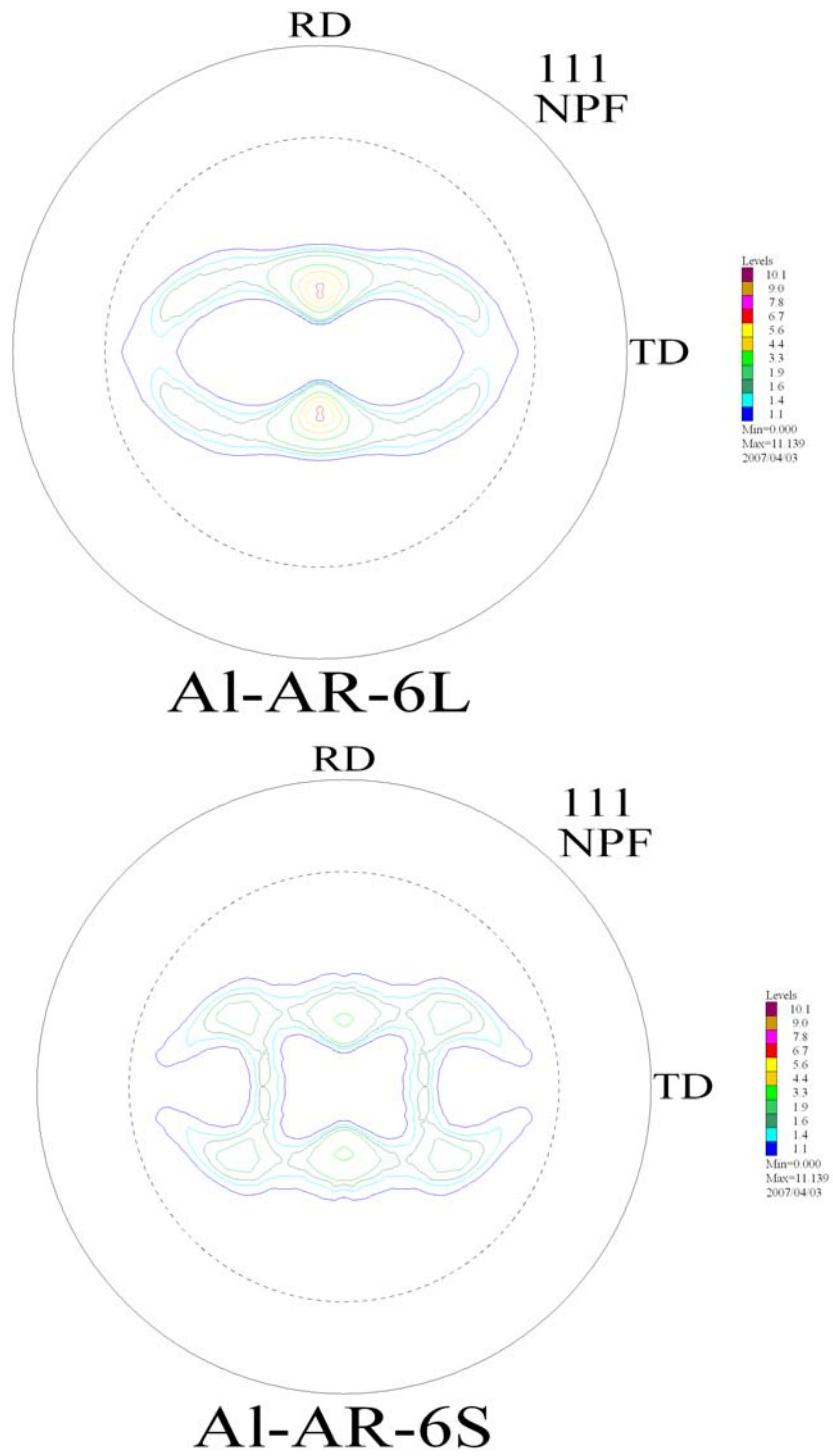 RD
111
NPF
TD
Levels
10.1
9.0
7.8
6.7
5.6
4.4
3.3
1.9
1.6
1.4
1.1
Min=0.000
Max=11.139
2007/04/03
Al-AR-6L
RD
111
NPF
TD
Levels
10.1
9.0
7.8
6.7
5.6
4.4
3.3
1.9
1.6
1.4
1.1
Min=0.000
Max=11.139
2007/04/03
Al-AR-6S